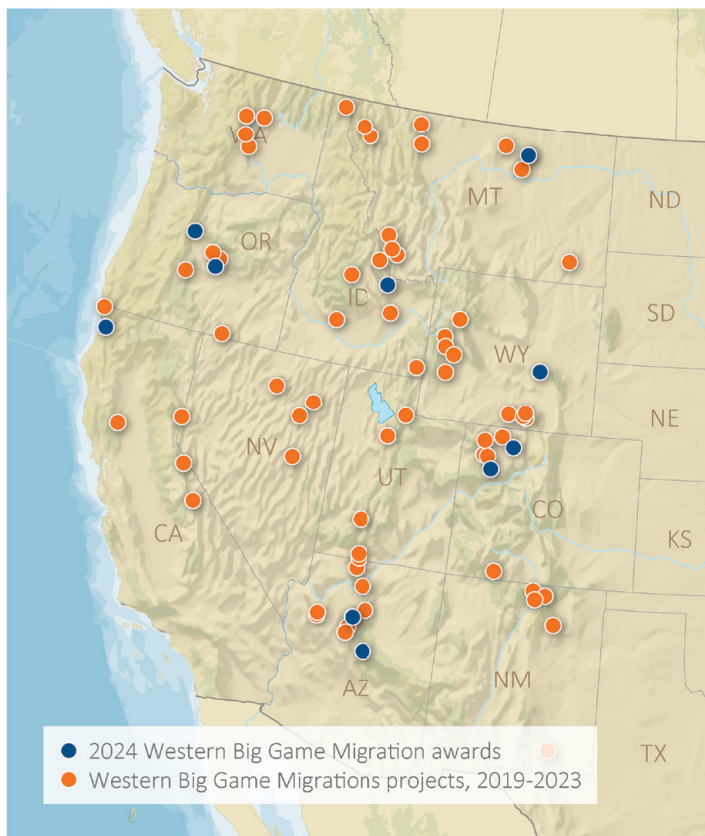 WA
MT
ND
OR
ID
SD
WY
NE
NV
UT
CO
CA
KS
AZ
NM
TX
2024 Western Big Game Migration awards
Western Big Game Migrations projects, 2019-2023